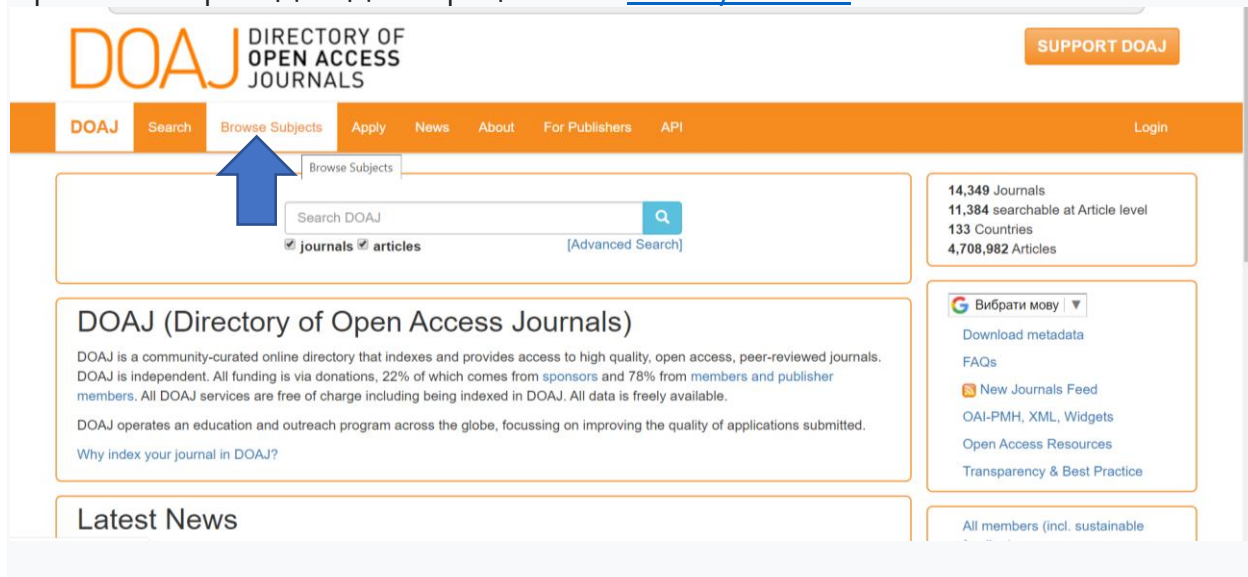 DOAJ DIRECTORY OF
OPEN ACCESS
JOURNALS
SUPPORT DOAJ
DOAJ Search Browse Subjects Apply News About For Publishers API Login
Browse Subjects
Search DOAJ
journals articles [Advanced Search]
14,349 Journals
11,384 searchable at Article level
133 Countries
4,708,982 Articles
DOAJ (Directory of Open Access Journals)
DOAJ is a community-curated online directory that indexes and provides access to high quality, open access, peer-reviewed journals.
DOAJ is independent. All funding is via donations, 22% of which comes from sponsors and 78% from members and publisher
members. All DOAJ services are free of charge including being indexed in DOAJ. All data is freely available.
DOAJ operates an education and outreach program across the globe, focussing on improving the quality of applications submitted.
Why index your journal in DOAJ?
G Вибрати мову ▼
Download metadata
FAQs
New Journals Feed
OAI-PMH, XML, Widgets
Open Access Resources
Transparency & Best Practice
Latest News
All members (incl. sustainable